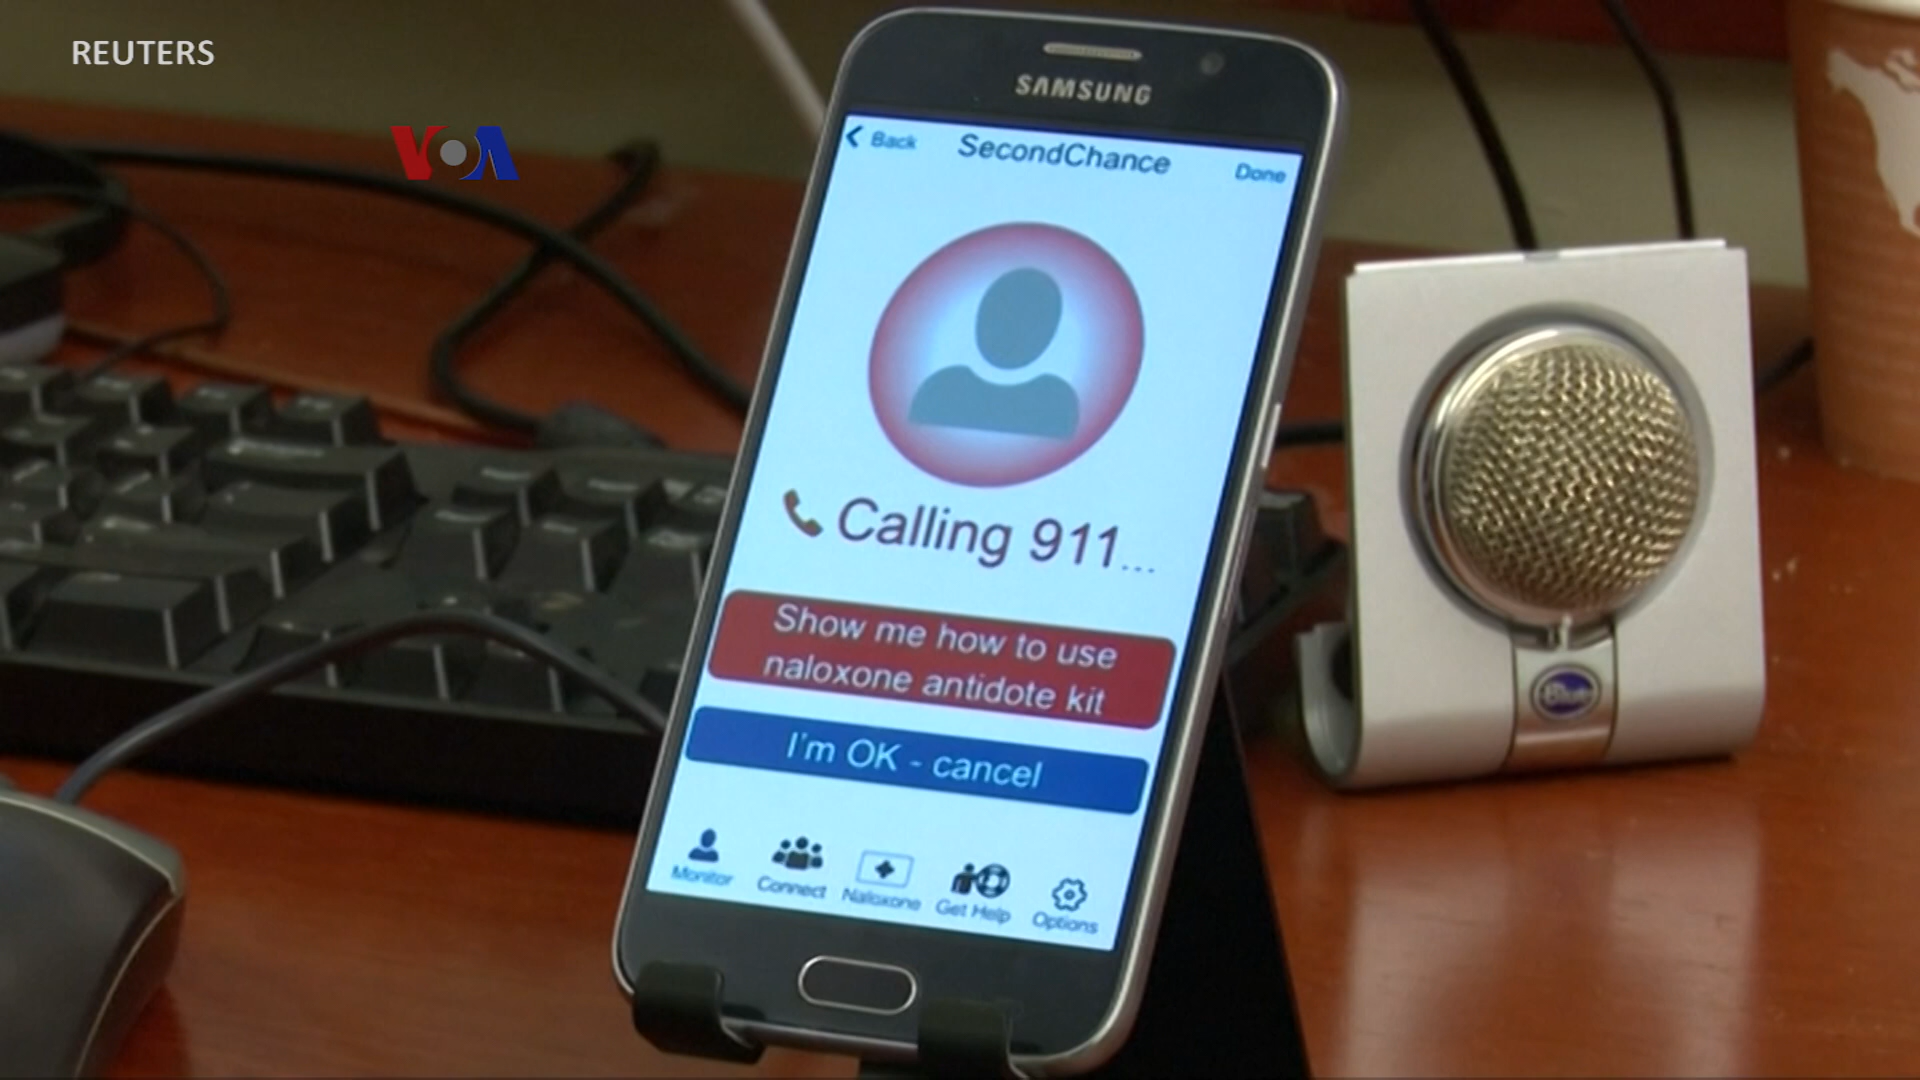 REUTERS
VOA
SAMSUNG
Back
SecondChance
Done
Calling 911...
Show me how to use
naloxone antidote kit
I'm OK - cancel
Monitor
Connect
Naloxone
Get Help
Options
Blue